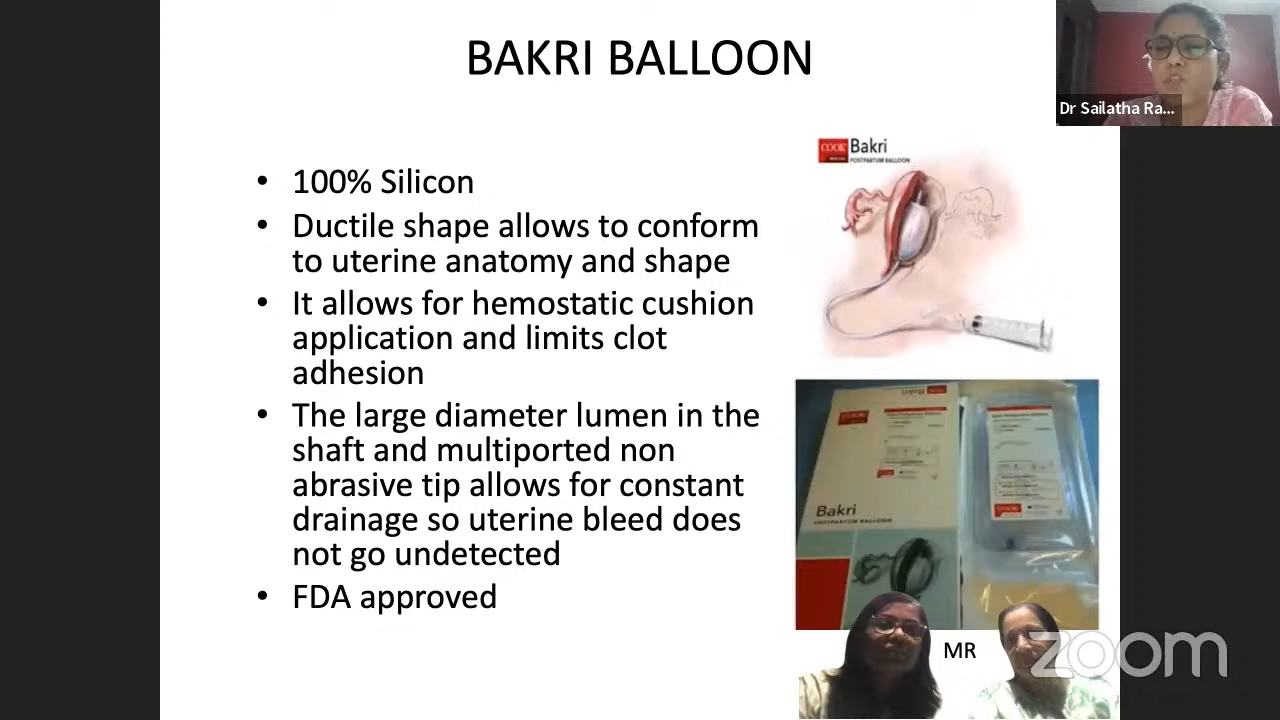 BAKRI BALLOON
Dr Sailatha Ra...
• 100% Silicon
• Ductile shape allows to conform
to uterine anatomy and shape
• It allows for hemostatic cushion
application and limits clot
adhesion
• The large diameter lumen in the
shaft and multiported non
abrasive tip allows for constant
drainage so uterine bleed does
not go undetected
• FDA approved
COOK Bakri
POSTPARTUM BALLOON
COOK
Bakri
POSTPARTUM BALLOON
COOK
MR
zoom